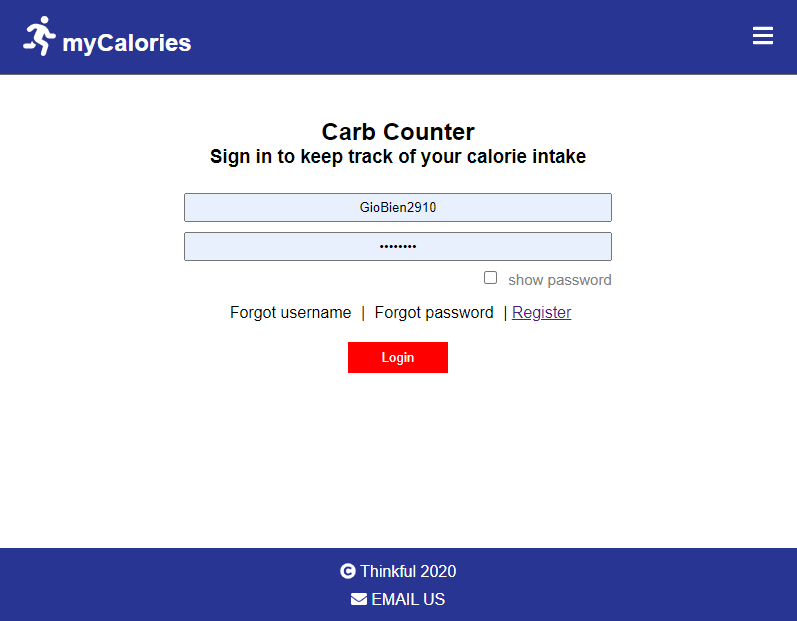 myCalories
Carb Counter
Sign in to keep track of your calorie intake
GioBien2910
••••••••
show password
Forgot username | Forgot password | Register
Login
© Thinkful 2020
EMAIL US